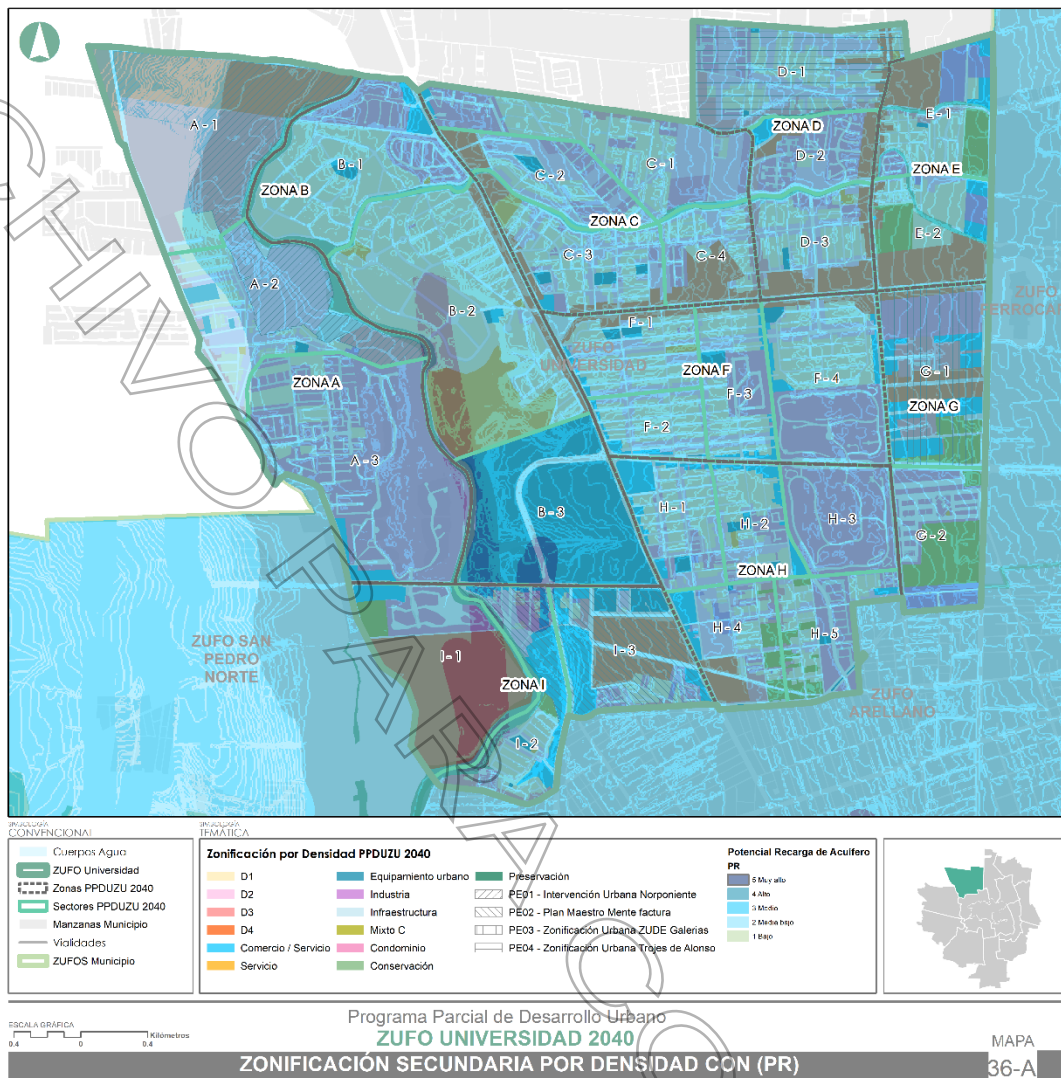 D-1
A-1
E-1
ZONA D
D-2
B-1
C-1
C-2
ZONA E
ZONA B
ZONA C
E-2
D-3
C-3
C-4
A-2
ZUFO
FERROCA
B-2
F-1
ZUFO
UNIVERSIDAD
ZONA F
G-1
ZONA A
F-3
F-4
ZONA G
F-2
A-3
B-3
H-1
H-2
H-3
G-2
ZONA H
H-4
H-5
ZUFO SAN
PEDRO
NORTE
I-1
I-3
ZONA I
ZUFO
ARELLANO
I-2
CONVENCIONAL
Cuerpos Agua
ZUFO Universidad
Zonas PPDUZU 2040
Sectores PPDUZU 2040
Manzanas Municipio
Vialidades
ZUFOS Municipio
TEMÁTICA
Zonificación por Densidad PPDUZU 2040
D1
D2
D3
D4
Comercio / Servicio
Servicio
Equipamiento urbano
Industria
Infraestructura
Mixto C
Condominio
Conservación
Preservación
PE01 - Intervención Urbana Norponiente
PE02 - Plan Maestro Mente factura
PE03 - Zonificación Urbana ZUDE Galerias
PE04 - Zonificación Urbana Trojes de Alonso
Potencial Recarga de Acuifero
PR
5 Muy alto
4 Alto
3 Medio
2 Medio bajo
1 Bajo
ESCALA GRÁFICA
0.4 0 0.4 Kilómetros
Programa Parcial de Desarrollo Urbano
ZUFO UNIVERSIDAD 2040
ZONIFICACIÓN SECUNDARIA POR DENSIDAD CON (PR)
MAPA
36-A